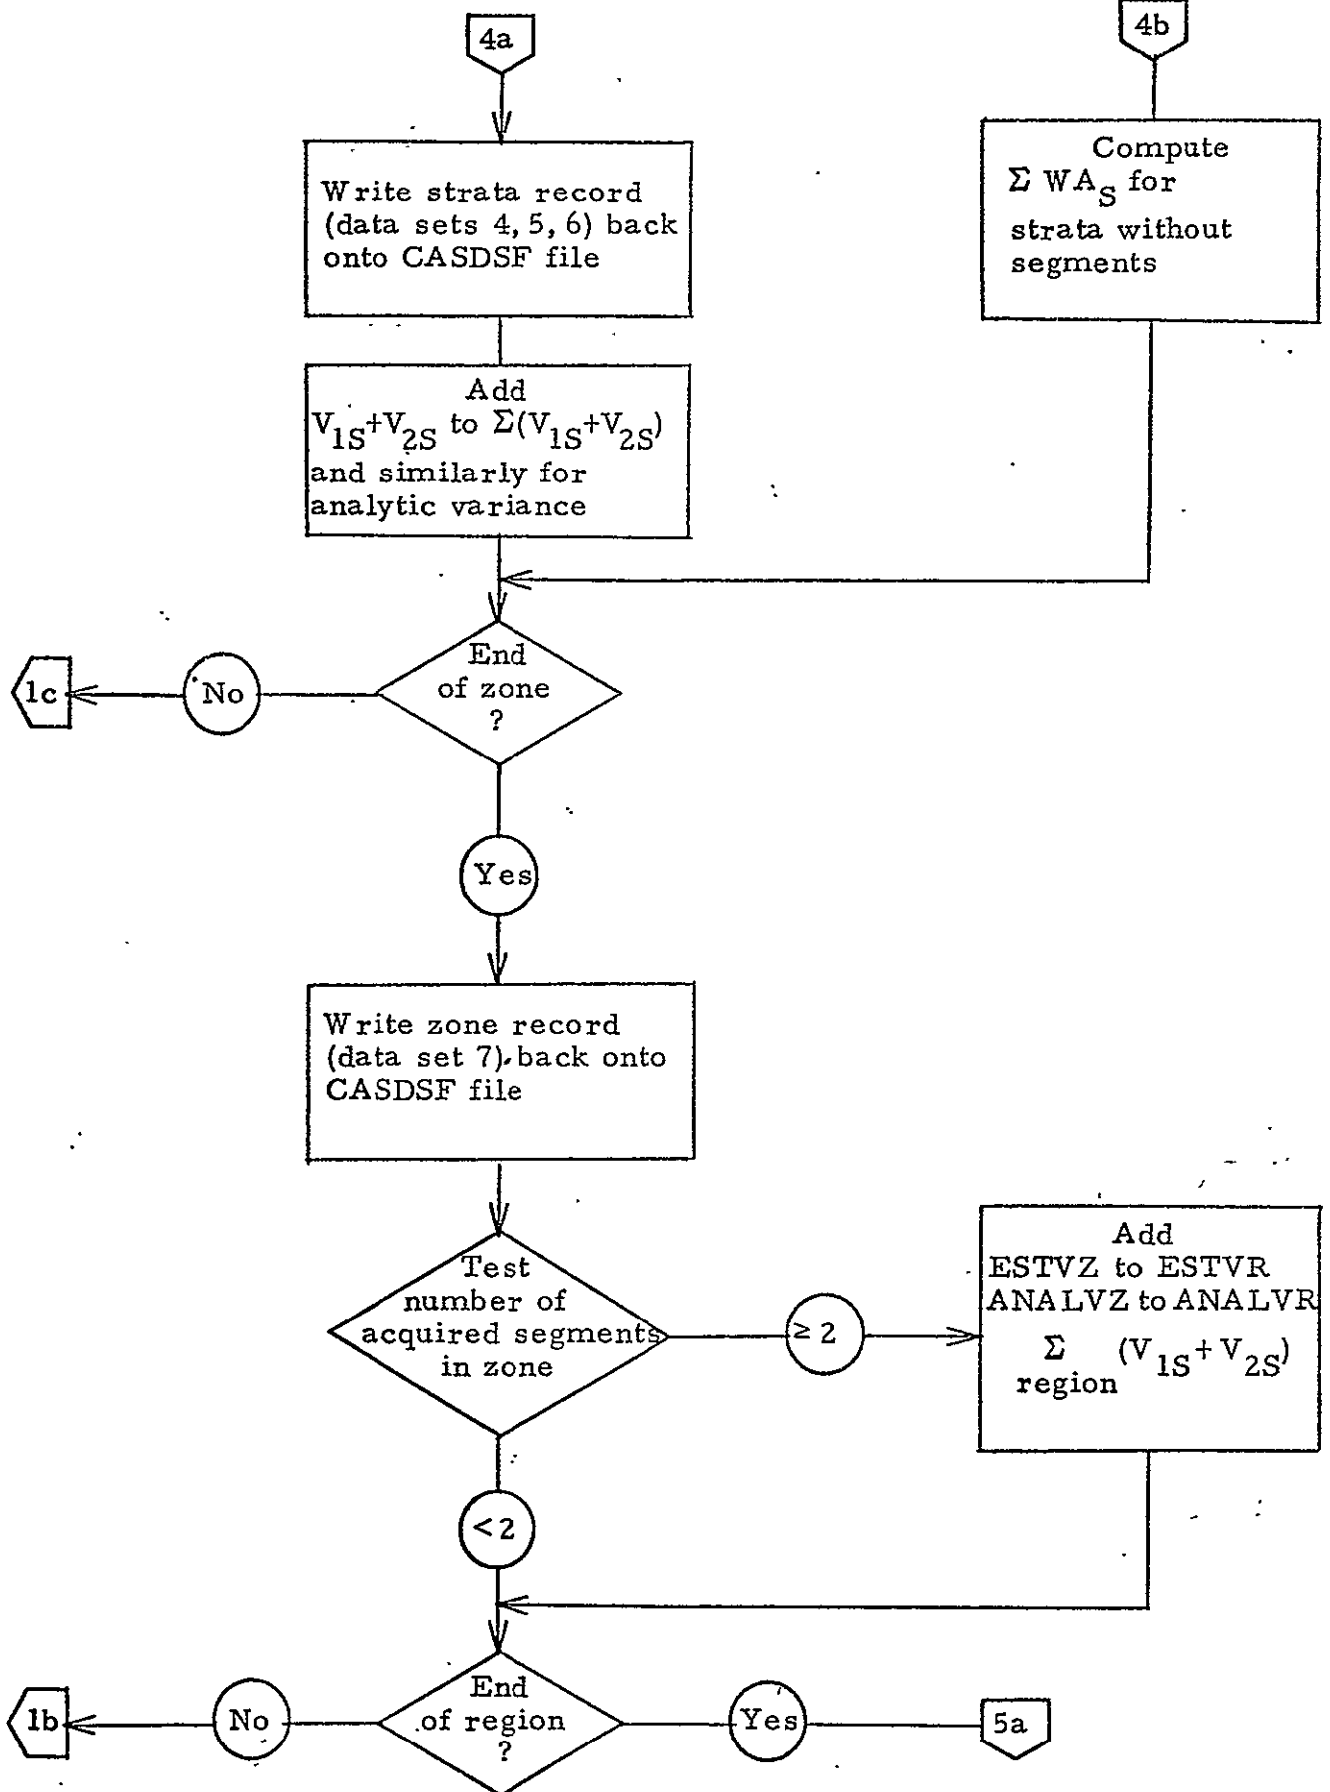 4a
4b
Write strata record
(data sets 4, 5, 6) back
onto CASDSF file
Compute
Σ WA_S for
strata without
segments
Add
V_1S+V_2S to Σ(V_1S+V_2S)
and similarly for
analytic variance
End
of zone
?
No
1c
Yes
Write zone record
(data set 7) back onto
CASDSF file
Test
number of
acquired segments
in zone
≥ 2
Add
ESTVZ to ESTVR
ANALVZ to ANALVR
Σ (V_1S+V_2S)
region
< 2
End
of region
?
No
1b
Yes
5a